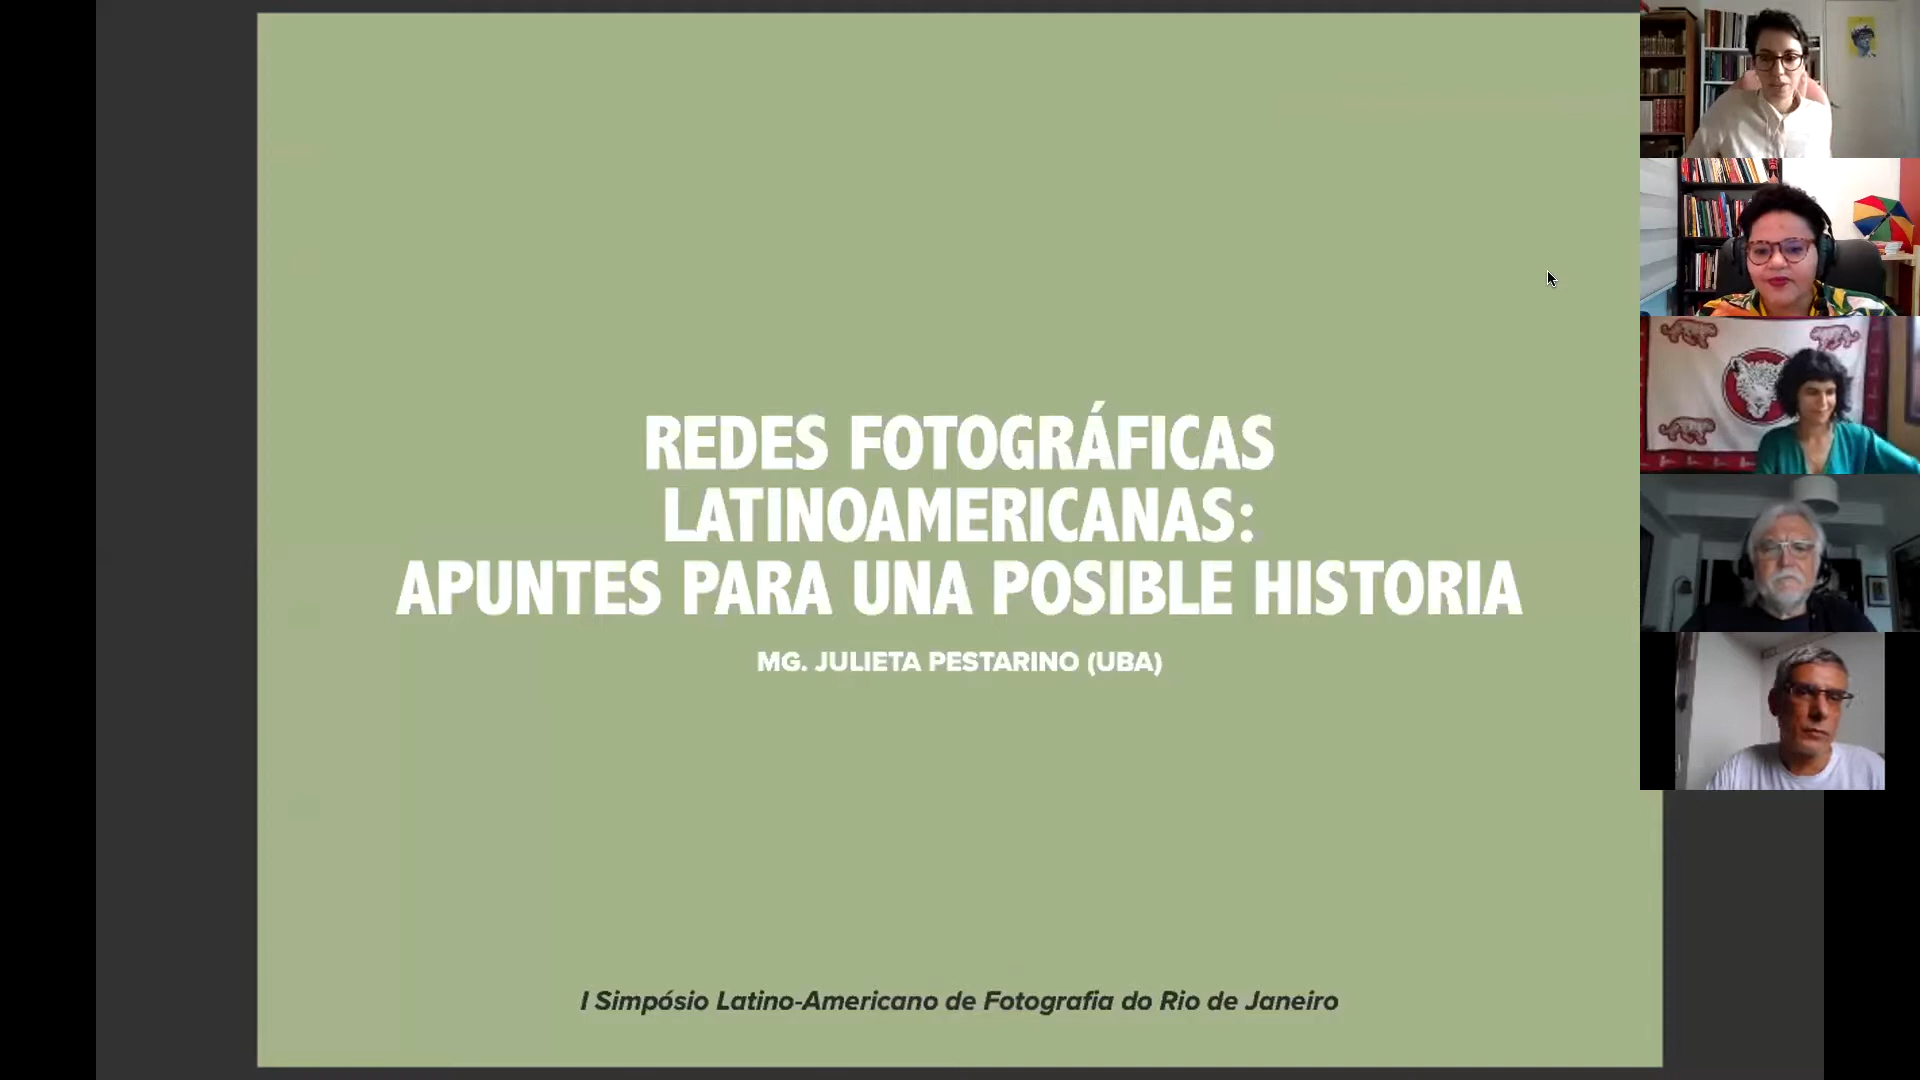 REDES FOTOGRÁFICAS
LATINOAMERICANAS:
APUNTES PARA UNA POSIBLE HISTORIA
MG. JULIETA PESTARINO (UBA)
I Simpósio Latino-Americano de Fotografia do Rio de Janeiro